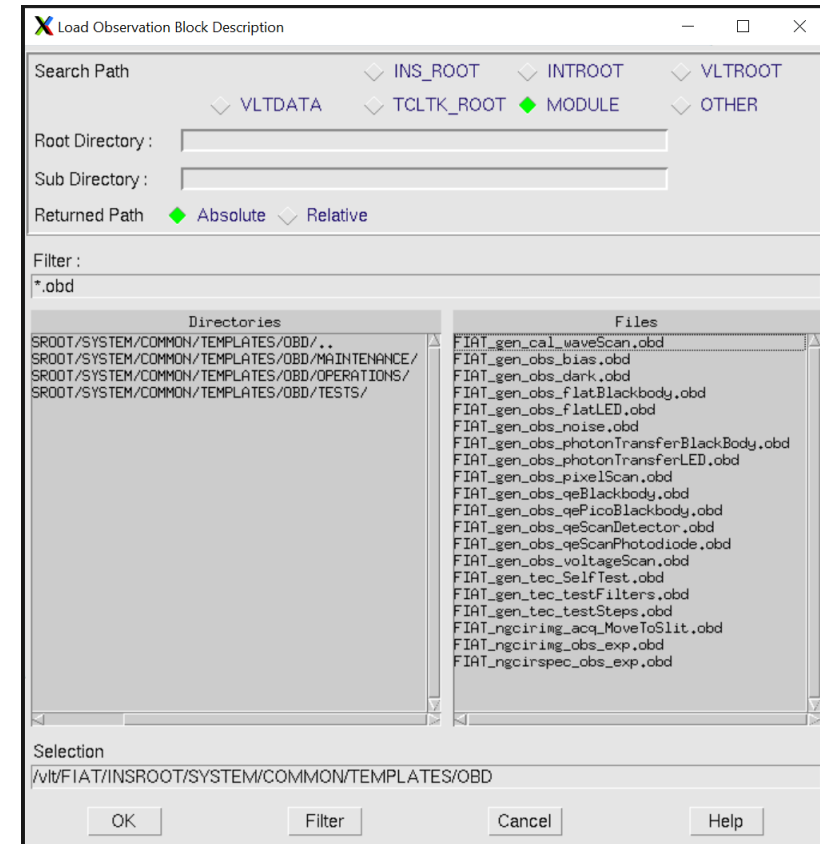 Load Observation Block Description
Search Path INS_ROOT INTROOT VLTROOT
VLTDATA TCLTK_ROOT MODULE OTHER
Root Directory :
Sub Directory :
Returned Path Absolute Relative
Filter :
*.obd
Directories
SROOT/SYSTEM/COMMON/TEMPLATES/OBD/..
SROOT/SYSTEM/COMMON/TEMPLATES/OBD/MAINTENANCE/
SROOT/SYSTEM/COMMON/TEMPLATES/OBD/OPERATIONS/
SROOT/SYSTEM/COMMON/TEMPLATES/OBD/TESTS/
Files
FIAT_gen_cal_waveScan.obd
FIAT_gen_obs_bias.obd
FIAT_gen_obs_dark.obd
FIAT_gen_obs_flatBlackbody.obd
FIAT_gen_obs_flatLED.obd
FIAT_gen_obs_noise.obd
FIAT_gen_obs_photonTransferBlackBody.obd
FIAT_gen_obs_photonTransferLED.obd
FIAT_gen_obs_pixelScan.obd
FIAT_gen_obs_qeBlackbody.obd
FIAT_gen_obs_qePicoBlackbody.obd
FIAT_gen_obs_qeScanDetector.obd
FIAT_gen_obs_qeScanPhotodiode.obd
FIAT_gen_obs_voltageScan.obd
FIAT_gen_tec_SelfTest.obd
FIAT_gen_tec_testFilters.obd
FIAT_gen_tec_testSteps.obd
FIAT_ngcirimg_acq_MoveToSlit.obd
FIAT_ngcirimg_obs_exp.obd
FIAT_ngcirspec_obs_exp.obd
Selection
/vlt/FIAT/INSROOT/SYSTEM/COMMON/TEMPLATES/OBD
OK Filter Cancel Help